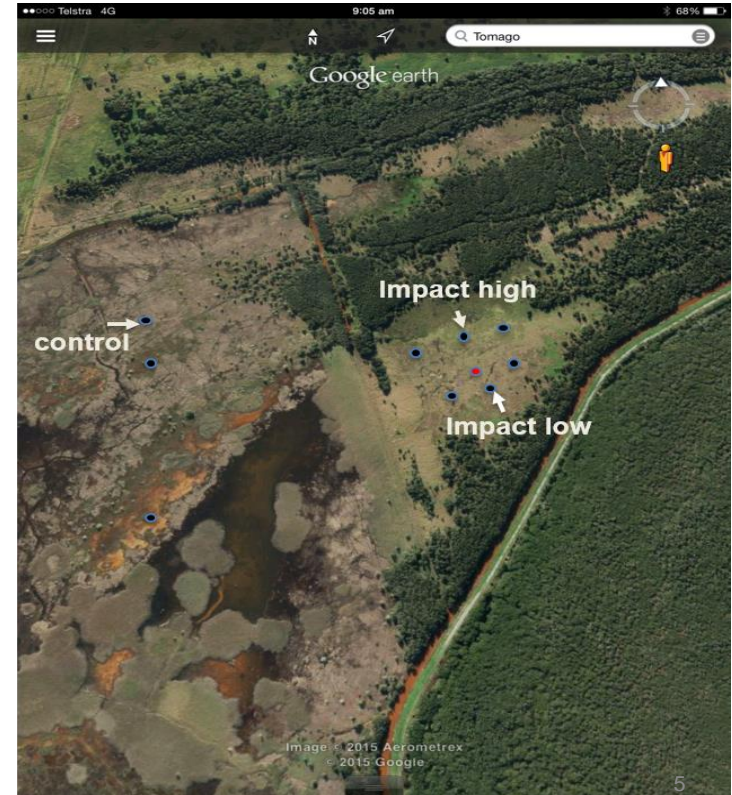 Telstra 4G 9:05 am 68%
N Tomago
Google earth
Impact high
control
Impact low
Image © 2015 Aerometrex
© 2015 Google
5